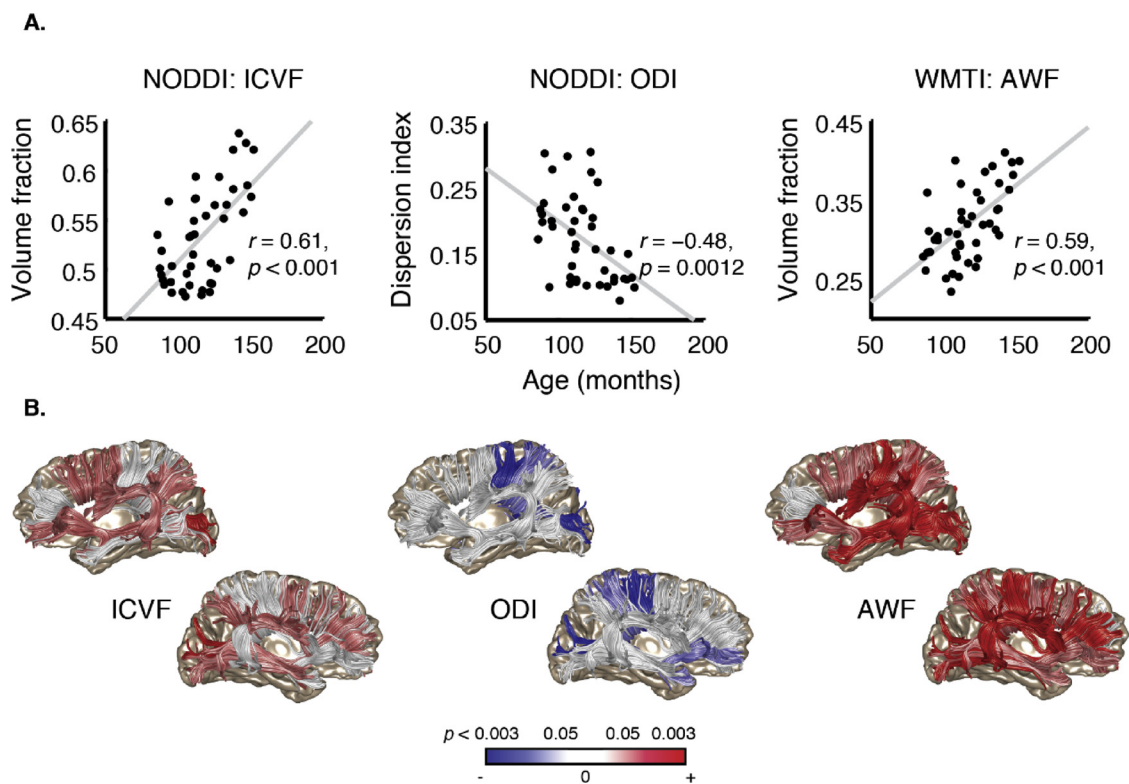 A.
NODDI: ICVF
NODDI: ODI
WMTI: AWF
Volume fraction
0.65
0.6
0.55
0.5
0.45
50
100
150
200
r = 0.61,
p < 0.001
Dispersion index
0.35
0.25
0.15
0.05
50
100
150
200
r = −0.48,
p = 0.0012
Volume fraction
0.45
0.35
0.25
50
100
150
200
r = 0.59,
p < 0.001
Age (months)
B.
ICVF
ODI
AWF
p < 0.003 0.05 0.05 0.003
- 0 +